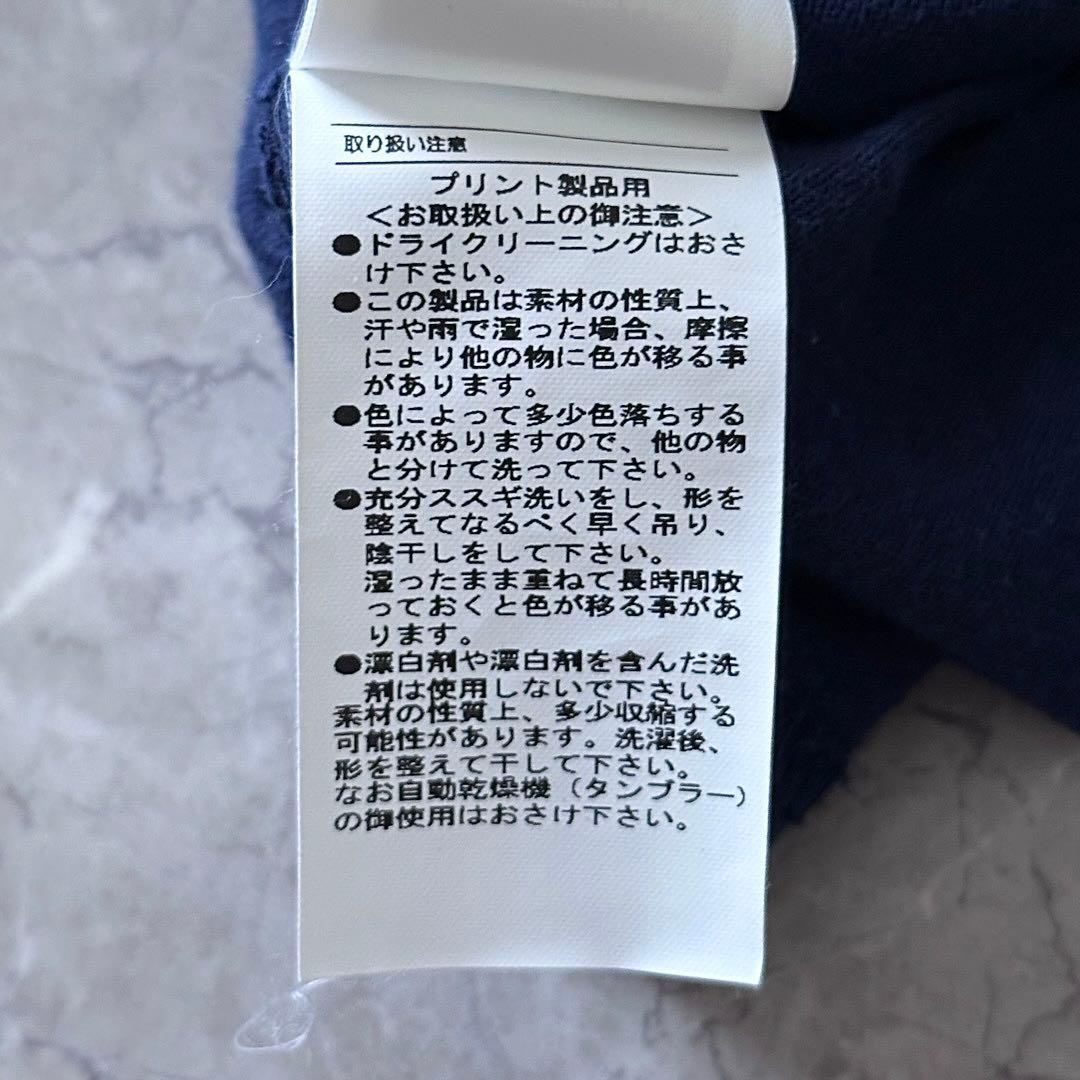 取り扱い注意
プリント製品用
＜お取扱い上の御注意＞
●ドライクリーニングはおさ
け下さい。
●この製品は素材の性質上、
汗や雨で湿った場合、摩擦
により他の物に色が移る事
があります。
●色によって多少色落ちする
事がありますので、他の物
と分けて洗って下さい。
●充分ススギ洗いをし、形を
整えてなるべく早く吊り、
陰干しをして下さい。
湿ったまま重ねて長時間放
っておくと色が移る事があ
ります。
●漂白剤や漂白剤を含んだ洗
剤は使用しないで下さい。
素材の性質上、多少収縮する
可能性があります。洗濯後、
形を整えて干して下さい。
なお自動乾燥機（タンブラー）
の御使用はおさけ下さい。